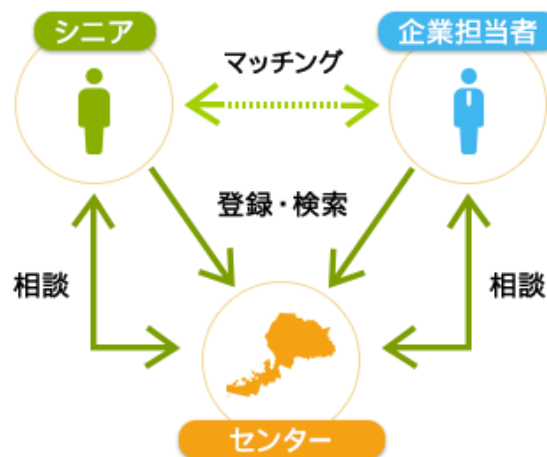 シニア
企業担当者
マッチング
登録・検索
相談
相談
センター